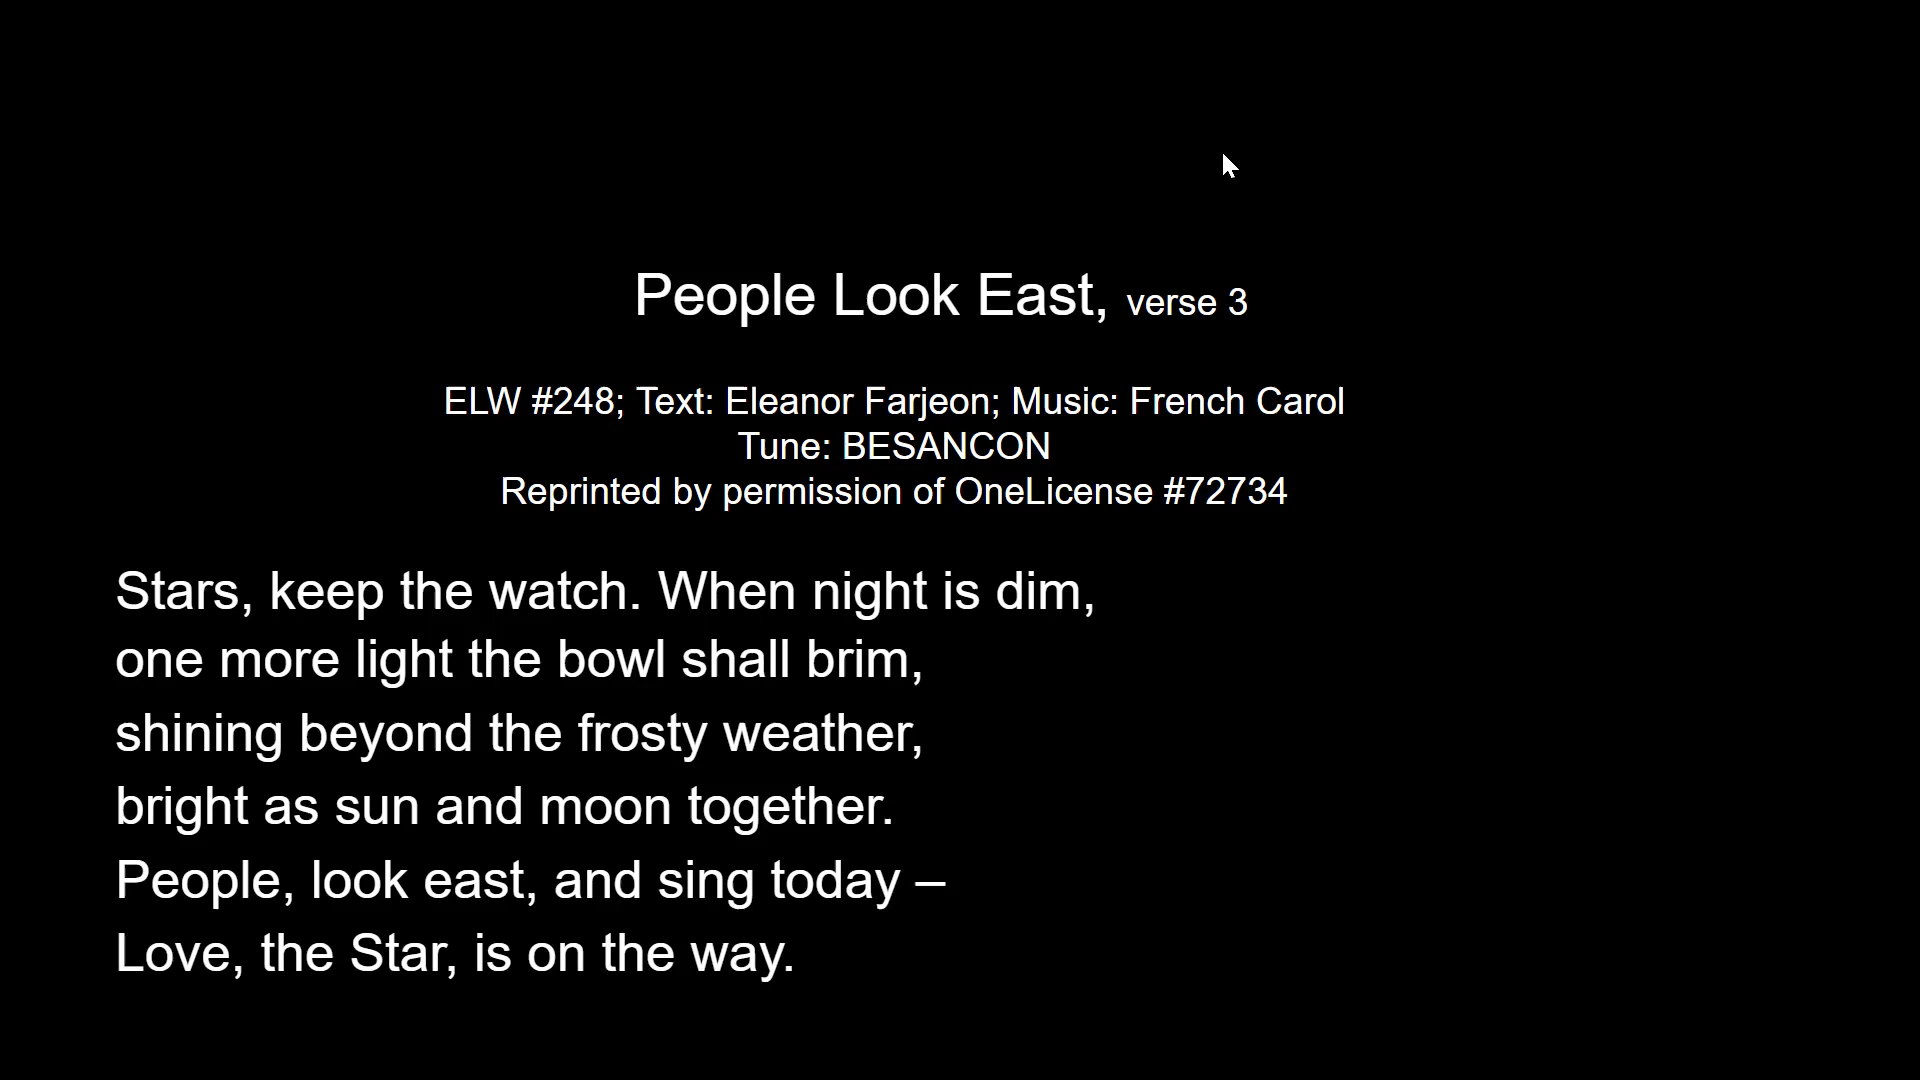 People Look East, verse 3
ELW #248; Text: Eleanor Farjeon; Music: French Carol
Tune: BESANCON
Reprinted by permission of OneLicense #72734
Stars, keep the watch. When night is dim,
one more light the bowl shall brim,
shining beyond the frosty weather,
bright as sun and moon together.
People, look east, and sing today –
Love, the Star, is on the way.